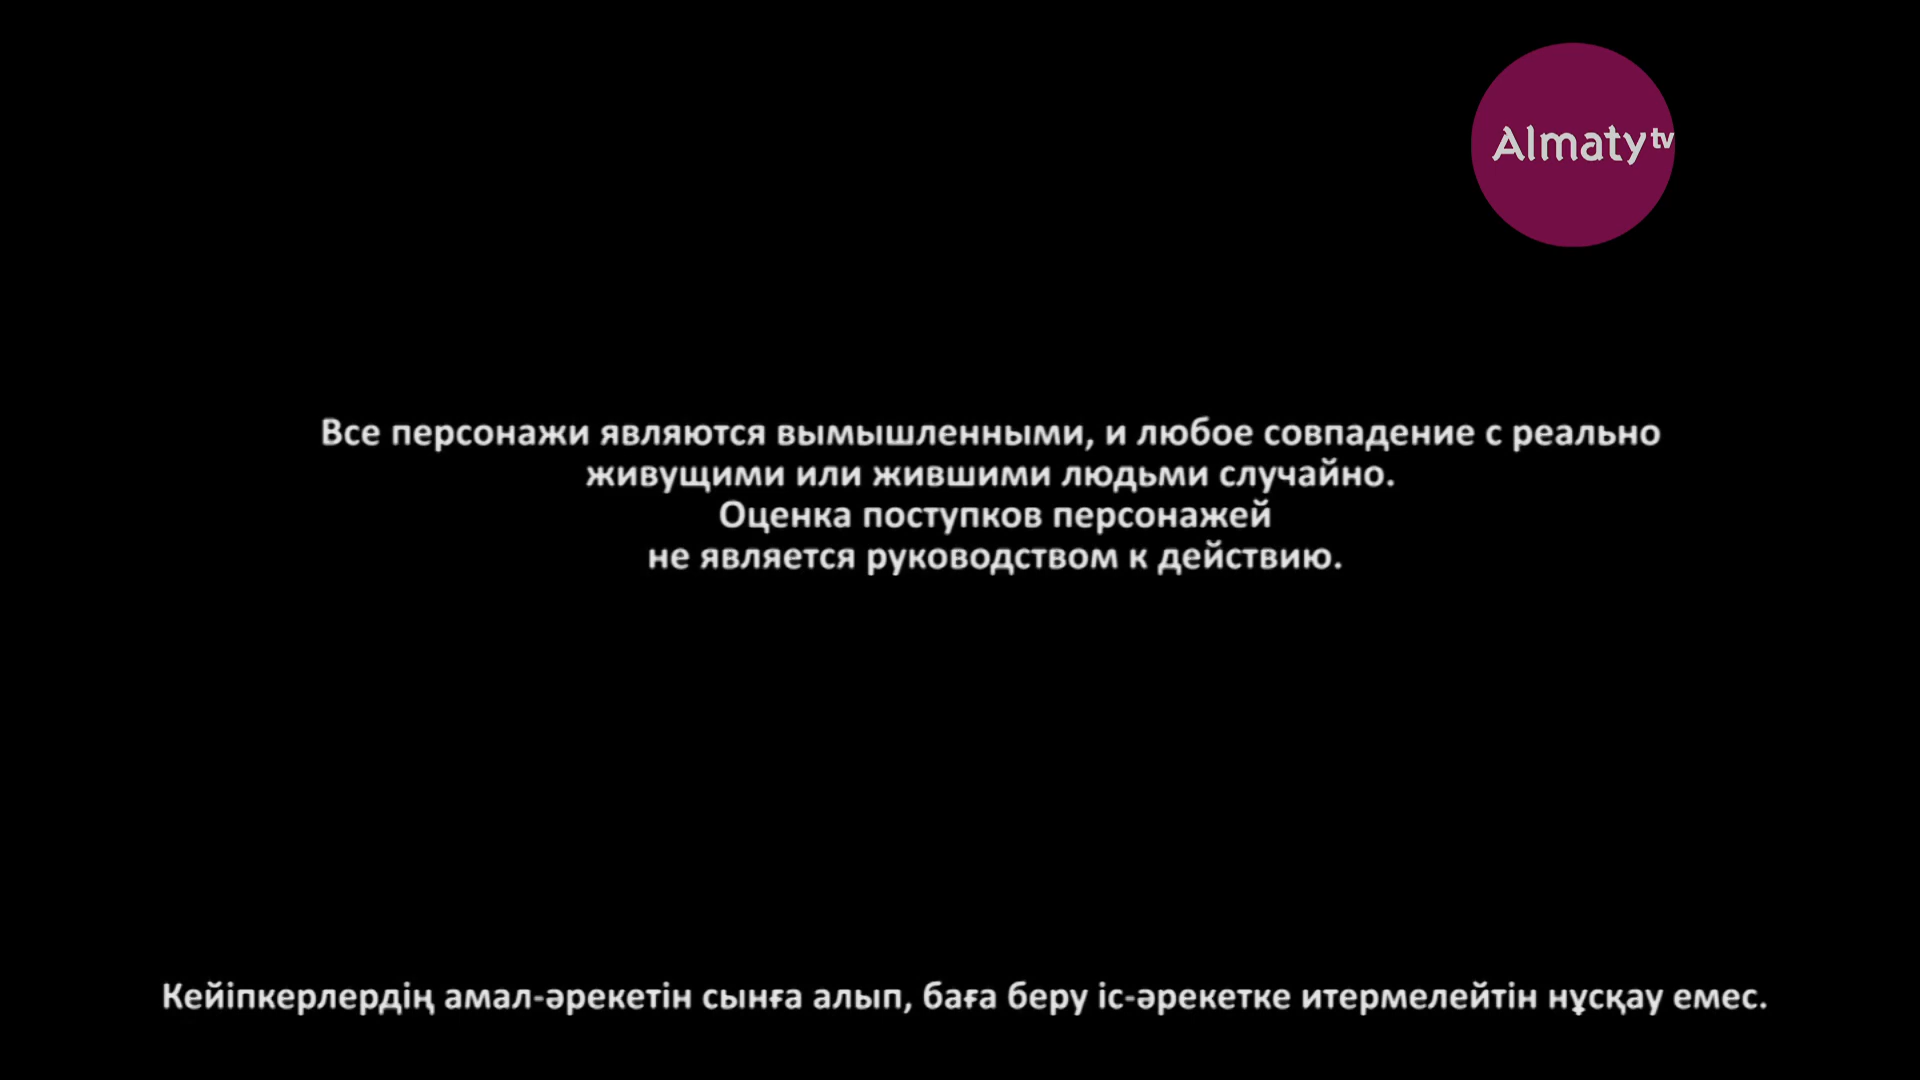 Almaty tv
Все персонажи являются вымышленными, и любое совпадение с реально
живущими или жившими людьми случайно.
Оценка поступков персонажей
не является руководством к действию.
Кейіпкерлердің амал-әрекетін сынға алып, баға беру іс-әрекетке итермелейтін нұсқау емес.